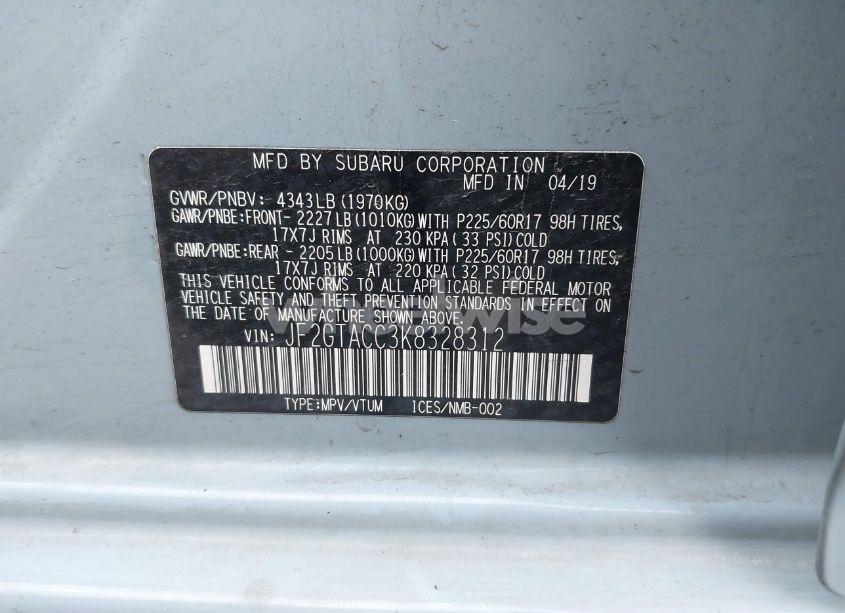 MFD BY SUBARU CORPORATION
MFD IN 04/19
GVWR/PNBV: 4343LB (1970KG)
GAWR/PNBE:FRONT- 2227LB (1010KG) WITH P225/60R17 98H TIRES,
17X7J RIMS AT 230 KPA( 33 PSI)COLD
GAWR/PNBE:REAR - 2205LB (1000KG) WITH P225/60R17 98H TIRES,
17X7J RIMS AT 220 KPA( 32 PSI)COLD
THIS VEHICLE CONFORMS TO ALL APPLICABLE FEDERAL MOTOR
VEHICLE SAFETY AND THEFT PREVENTION STANDARDS IN EFFECT ON
THE DATE OF MANUFACTURE SHOWN ABOVE.
VIN: JF2GTACC3K8328312
TYPE:MPV/VTUM ICES/NMB-002